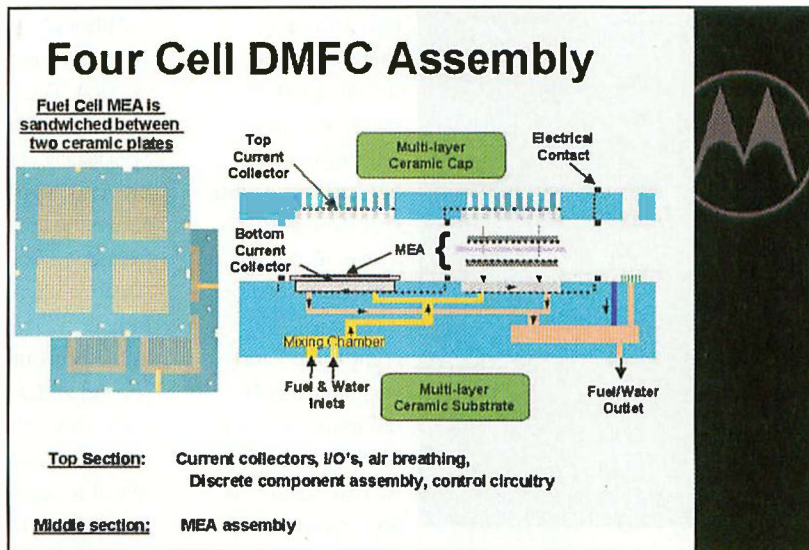 Four Cell DMFC Assembly
Fuel Cell MEA is
sandwiched between
two ceramic plates
Top
Current
Collector
Multi-layer
Ceramic Cap
Electrical
Contact
Bottom
Current
Collector
MEA
{
Mixing Chamber
Fuel & Water
Inlets
Multi-layer
Ceramic Substrate
Fuel/Water
Outlet
Top Section: Current collectors, I/O's, air breathing,
Discrete component assembly, control circuitry
Middle section: MEA assembly